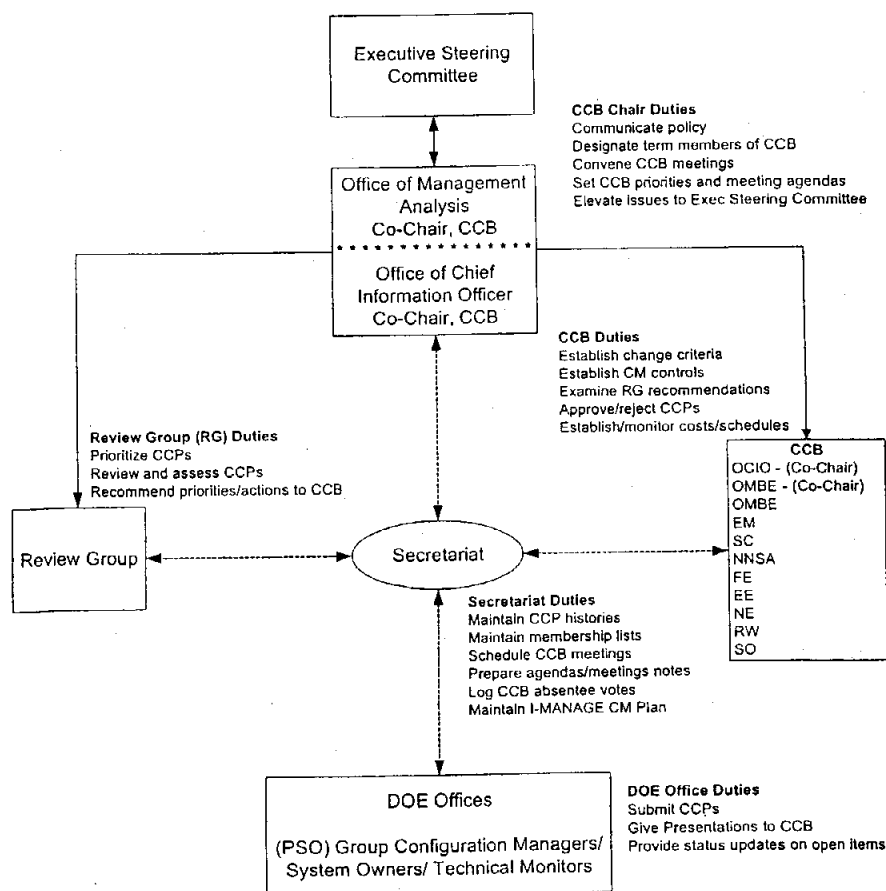 Executive Steering
Committee
CCB Chair Duties
Communicate policy
Designate term members of CCB
Convene CCB meetings
Set CCB priorities and meeting agendas
Elevate Issues to Exec Steering Committee
Office of Management
Analysis
Co-Chair, CCB
Office of Chief
Information Officer
Co-Chair, CCB
CCB Duties
Establish change criteria
Establish CM controls
Examine RG recommendations
Approve/reject CCPs
Establish/monitor costs/schedules
Review Group (RG) Duties
Prioritize CCPs
Review and assess CCPs
Recommend priorities/actions to CCB
CCB
OCIO - (Co-Chair)
OMBE - (Co-Chair)
OMBE
EM
SC
NNSA
FE
EE
NE
RW
SO
Review Group
Secretariat
Secretariat Duties
Maintain CCP histories
Maintain membership lists
Schedule CCB meetings
Prepare agendas/meetings notes
Log CCB absentee votes
Maintain I-MANAGE CM Plan
DOE Offices
(PSO) Group Configuration Managers/
System Owners/ Technical Monitors
DOE Office Duties
Submit CCPs
Give Presentations to CCB
Provide status updates on open items